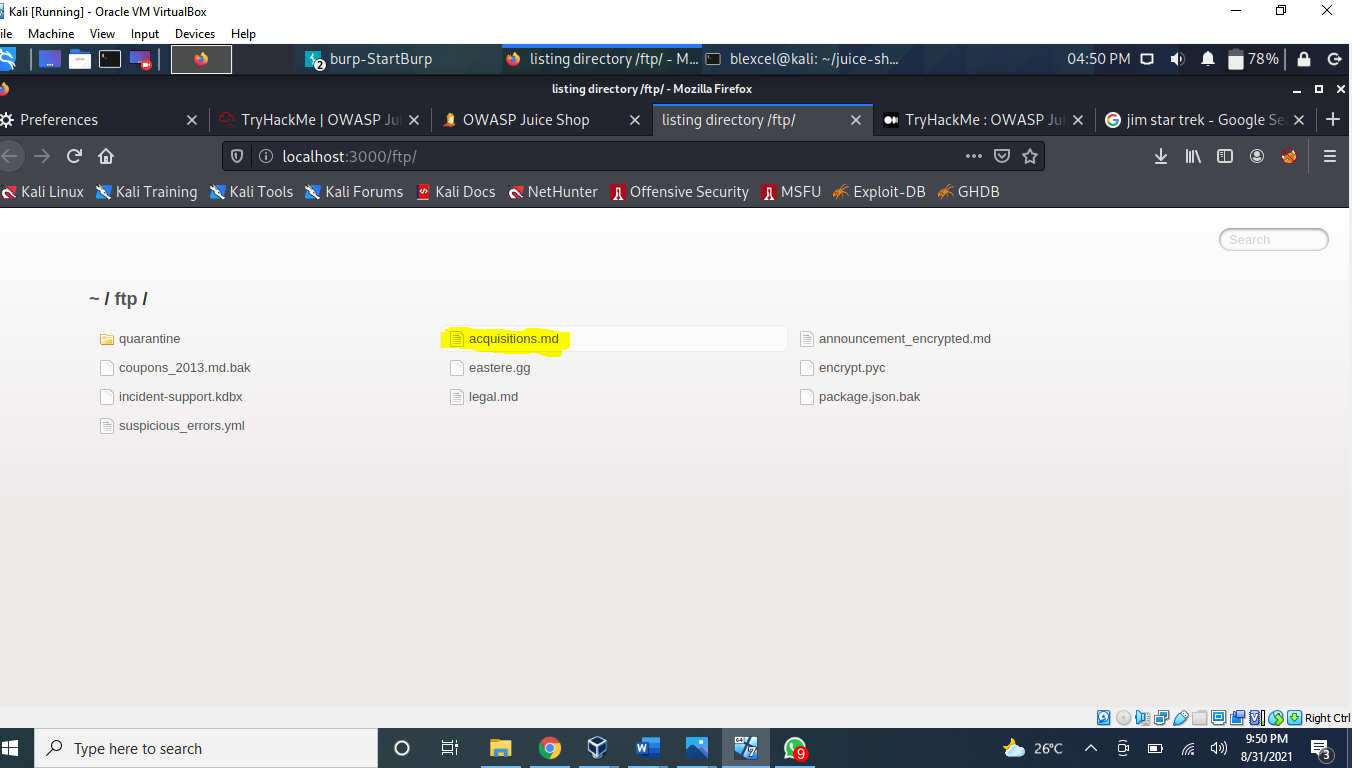 Kali [Running] - Oracle VM VirtualBox
ile Machine View Input Devices Help
2 burp-StartBurp listing directory /ftp/ - M... blexcel@kali: ~/juice-sh... 04:50 PM 78%
listing directory /ftp/ - Mozilla Firefox
Preferences TryHackMe | OWASP Jui OWASP Juice Shop listing directory /ftp/ TryHackMe : OWASP Jui jim star trek - Google Se
localhost:3000/ftp/
Kali Linux Kali Training Kali Tools Kali Forums Kali Docs NetHunter Offensive Security MSFU Exploit-DB GHDB
Search
~ / ftp /
quarantine acquisitions.md announcement_encrypted.md
coupons_2013.md.bak eastere.gg encrypt.pyc
incident-support.kdbx legal.md package.json.bak
suspicious_errors.yml
Right Ctrl
Type here to search 9 26°C 9:50 PM
8/31/2021 3